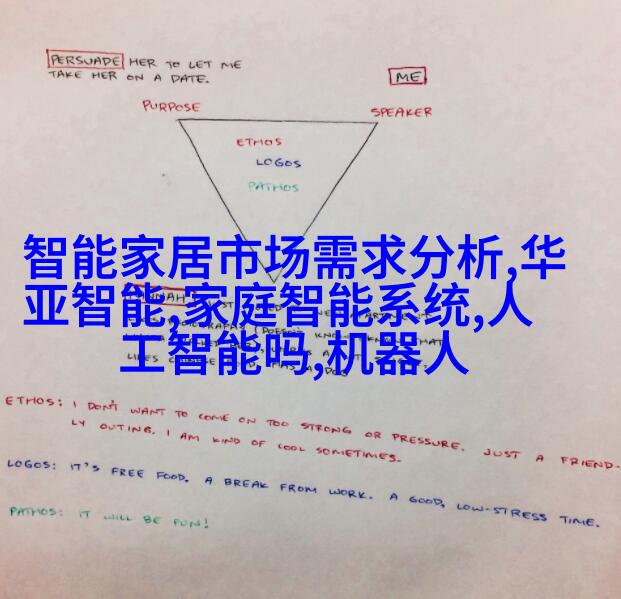 PERSUADE HER TO LET ME
TAKE HER ON A DATE.
ME
PURPOSE
SPEAKER
ETHOS
LOGOS
PATHOS
智能家居市场需求分析,华
亚智能,家庭智能系统,人
工智能吗,机器人
HANNAH
LIKES
ETHOS: I DON'T WANT TO COME ON TOO STRONG OR PRESSURE. JUST A FRIEND-
LY OUTING. I AM KIND OF COOL SOMETIMES.
LOGOS: IT'S FREE FOOD. A BREAK FROM WORK. A GOOD, LOW-STRESS TIME.
PATHOS: IT WILL BE FUN!